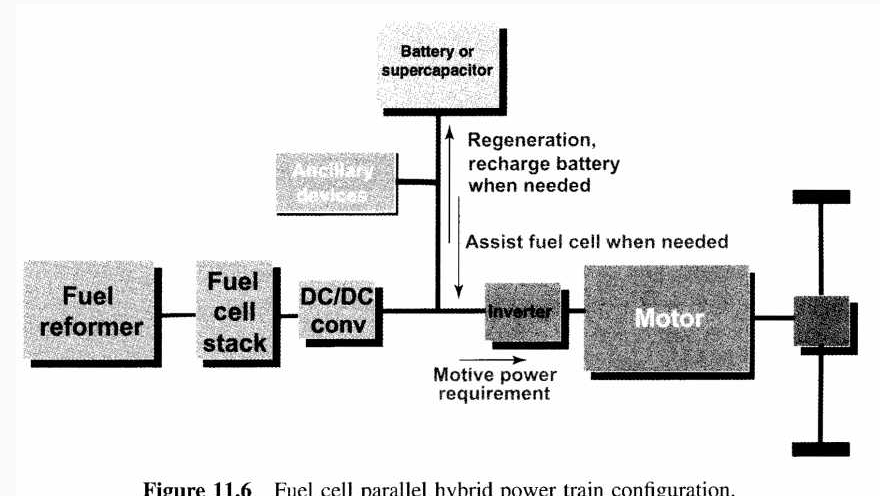 Battery or
supercapacitor
Regeneration,
recharge battery
when needed
Ancillary
devices
Assist fuel cell when needed
Fuel
reformer
Fuel
cell
stack
DC/DC
conv
Inverter
Motor
Motive power
requirement
Figure 11.6 Fuel cell parallel hybrid power train configuration.